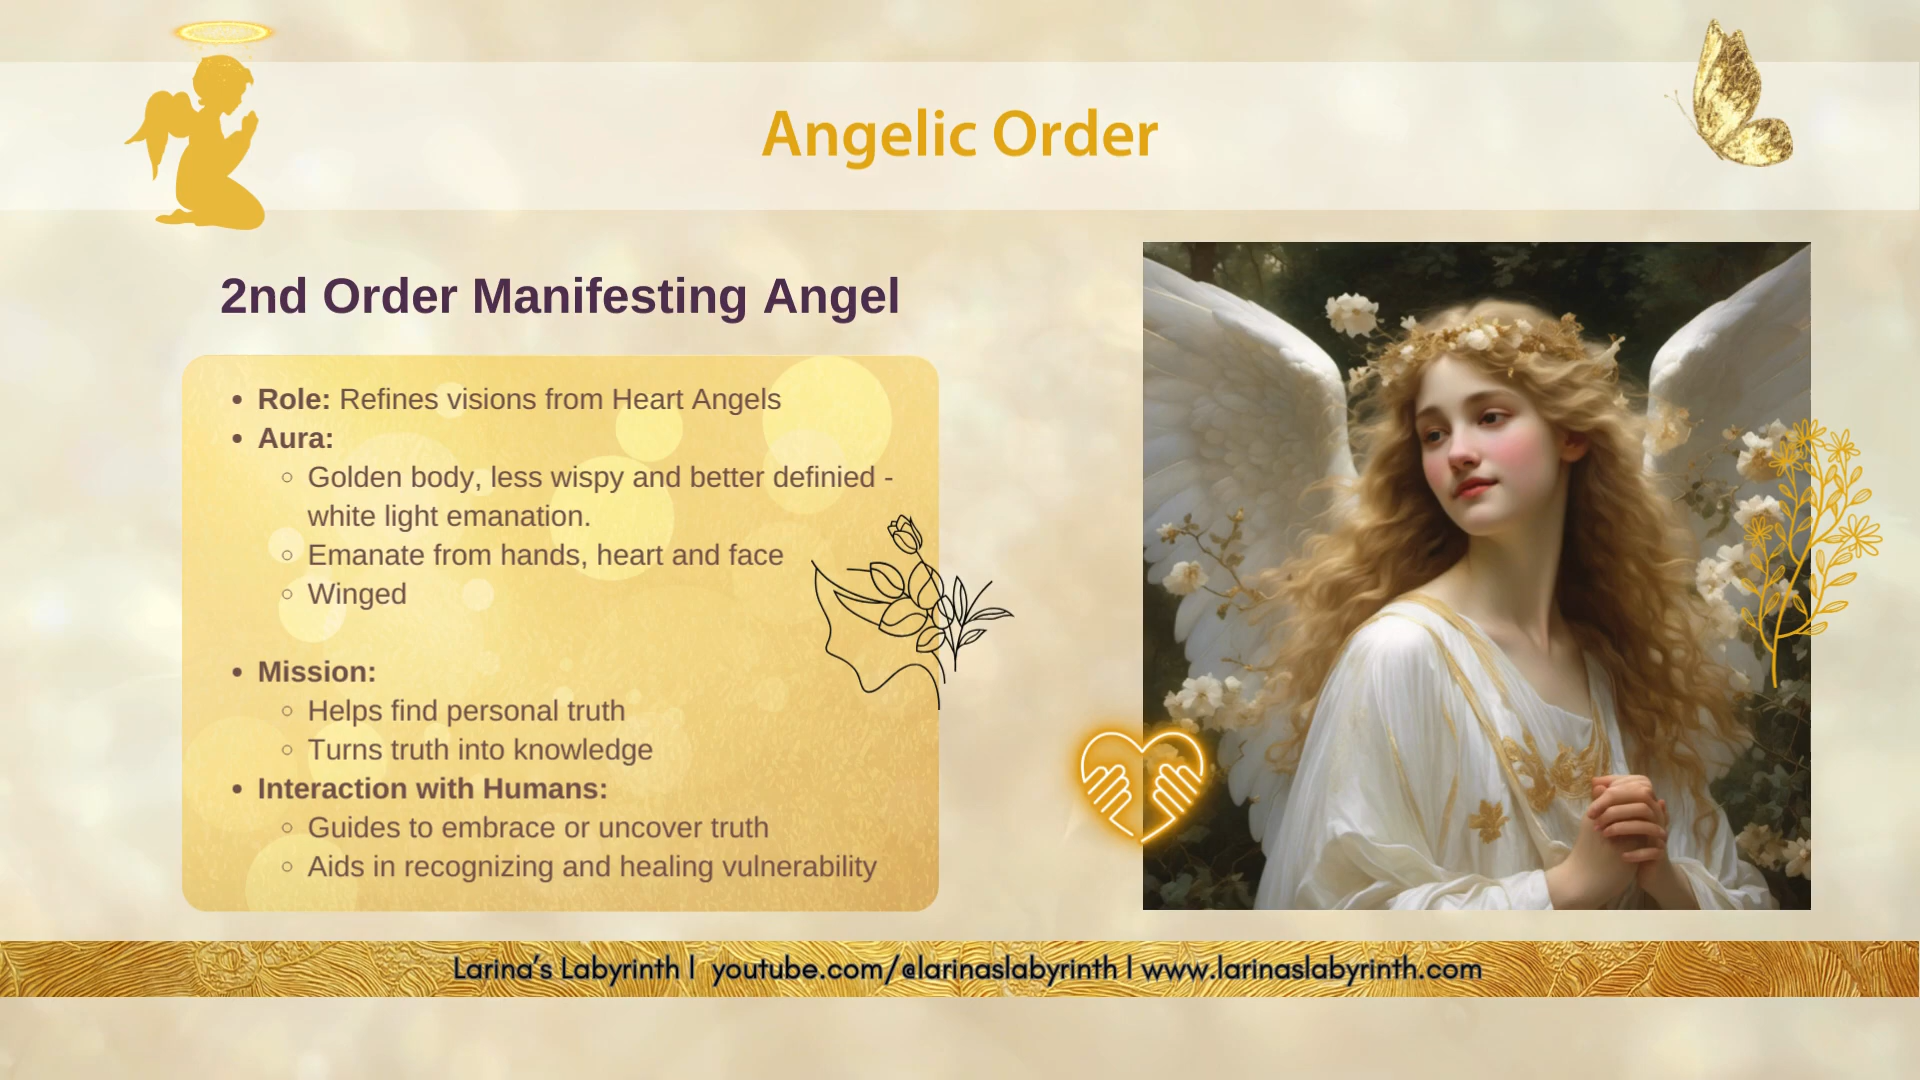 Angelic Order
2nd Order Manifesting Angel
• Role: Refines visions from Heart Angels
• Aura:
○ Golden body, less wispy and better definied -
white light emanation.
○ Emanate from hands, heart and face
○ Winged
• Mission:
○ Helps find personal truth
○ Turns truth into knowledge
• Interaction with Humans:
○ Guides to embrace or uncover truth
○ Aids in recognizing and healing vulnerability
Larina's Labyrinth | youtube.com/@larinaslabyrinth | www.larinaslabyrinth.com